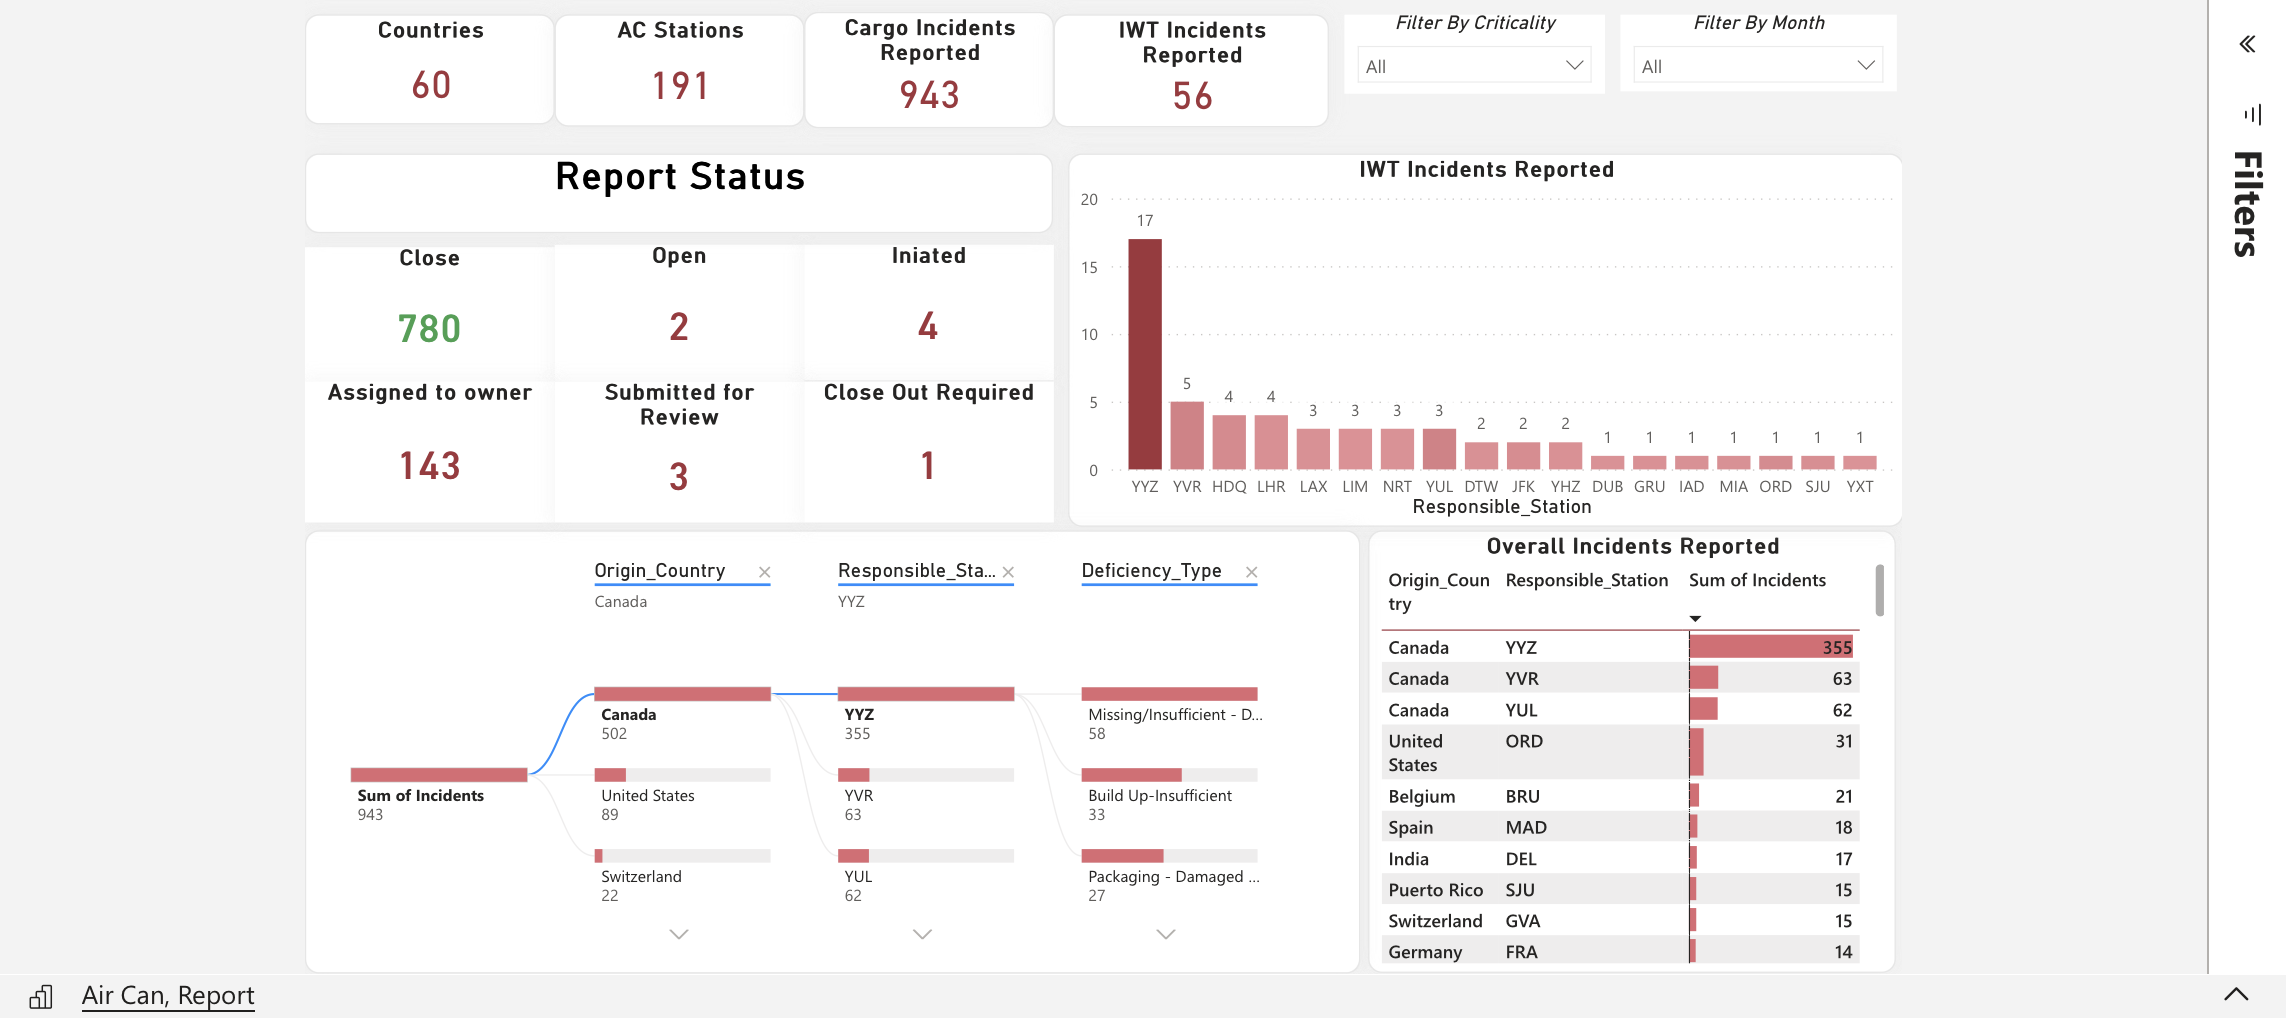 Countries
60
AC Stations
191
Cargo Incidents
Reported
943
IWT Incidents
Reported
56
Filter By Criticality
All
Filter By Month
All
Filters
Report Status
Close
780
Open
2
Iniated
4
Assigned to owner
143
Submitted for
Review
3
Close Out Required
1
IWT Incidents Reported
20
15
10
5
0
17
5
4
4
3
3
3
3
2
2
2
1
1
1
1
1
1
1
YYZ YVR HDQ LHR LAX LIM NRT YUL DTW JFK YHZ DUB GRU IAD MIA ORD SJU YXT
Responsible_Station
Origin_Country
Canada
Responsible_Sta...
YYZ
Deficiency_Type
Sum of Incidents
943
Canada
502
United States
89
Switzerland
22
YYZ
355
YVR
63
YUL
62
Missing/Insufficient - D...
58
Build Up-Insufficient
33
Packaging - Damaged ...
27
Overall Incidents Reported
Origin_Coun Responsible_Station Sum of Incidents
try
Canada YYZ 355
Canada YVR 63
Canada YUL 62
United ORD 31
States
Belgium BRU 21
Spain MAD 18
India DEL 17
Puerto Rico SJU 15
Switzerland GVA 15
Germany FRA 14
Air Can, Report